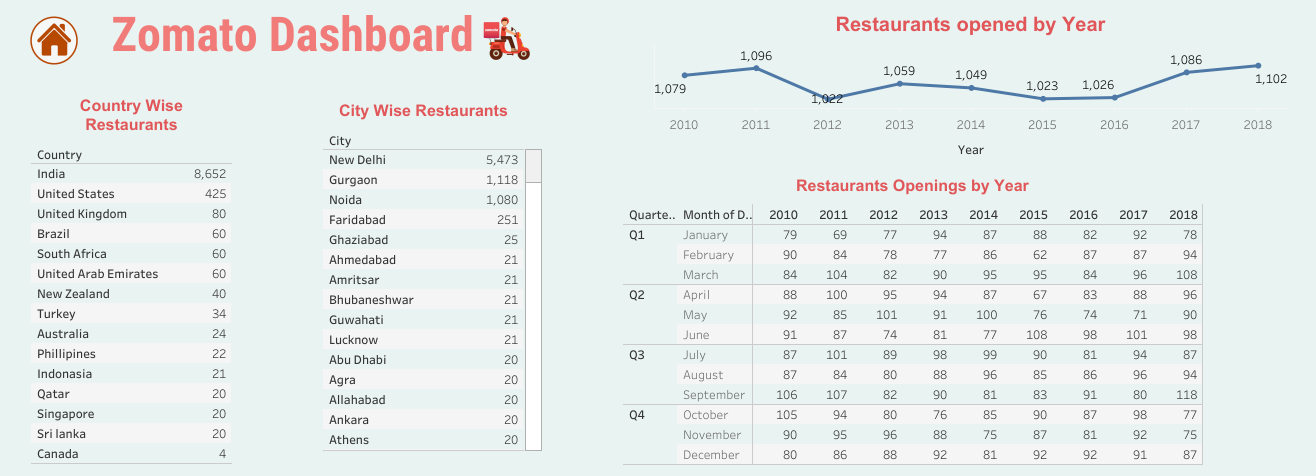 Zomato Dashboard
Country Wise
Restaurants
Country
India 8,652
United States 425
United Kingdom 80
Brazil 60
South Africa 60
United Arab Emirates 60
New Zealand 40
Turkey 34
Australia 24
Phillipines 22
Indonasia 21
Qatar 20
Singapore 20
Sri lanka 20
Canada 4
City Wise Restaurants
City
New Delhi 5,473
Gurgaon 1,118
Noida 1,080
Faridabad 251
Ghaziabad 25
Ahmedabad 21
Amritsar 21
Bhubaneshwar 21
Guwahati 21
Lucknow 21
Abu Dhabi 20
Agra 20
Allahabad 20
Ankara 20
Athens 20
Restaurants opened by Year
1,079 1,096 1,022 1,059 1,049 1,023 1,026 1,086 1,102
2010 2011 2012 2013 2014 2015 2016 2017 2018
Year
Restaurants Openings by Year
Quarte.. Month of D.. 2010 2011 2012 2013 2014 2015 2016 2017 2018
Q1 January 79 69 77 94 87 88 82 92 78
February 90 84 78 77 86 62 87 87 94
March 84 104 82 90 95 95 84 96 108
Q2 April 88 100 95 94 87 67 83 88 96
May 92 85 101 91 100 76 74 71 90
June 91 87 74 81 77 108 98 101 98
Q3 July 87 101 89 98 99 90 81 94 87
August 87 84 80 88 96 85 86 96 94
September 106 107 82 90 81 83 91 80 118
Q4 October 105 94 80 76 85 90 87 98 77
November 90 95 96 88 75 87 81 92 75
December 80 86 88 92 81 92 92 91 87